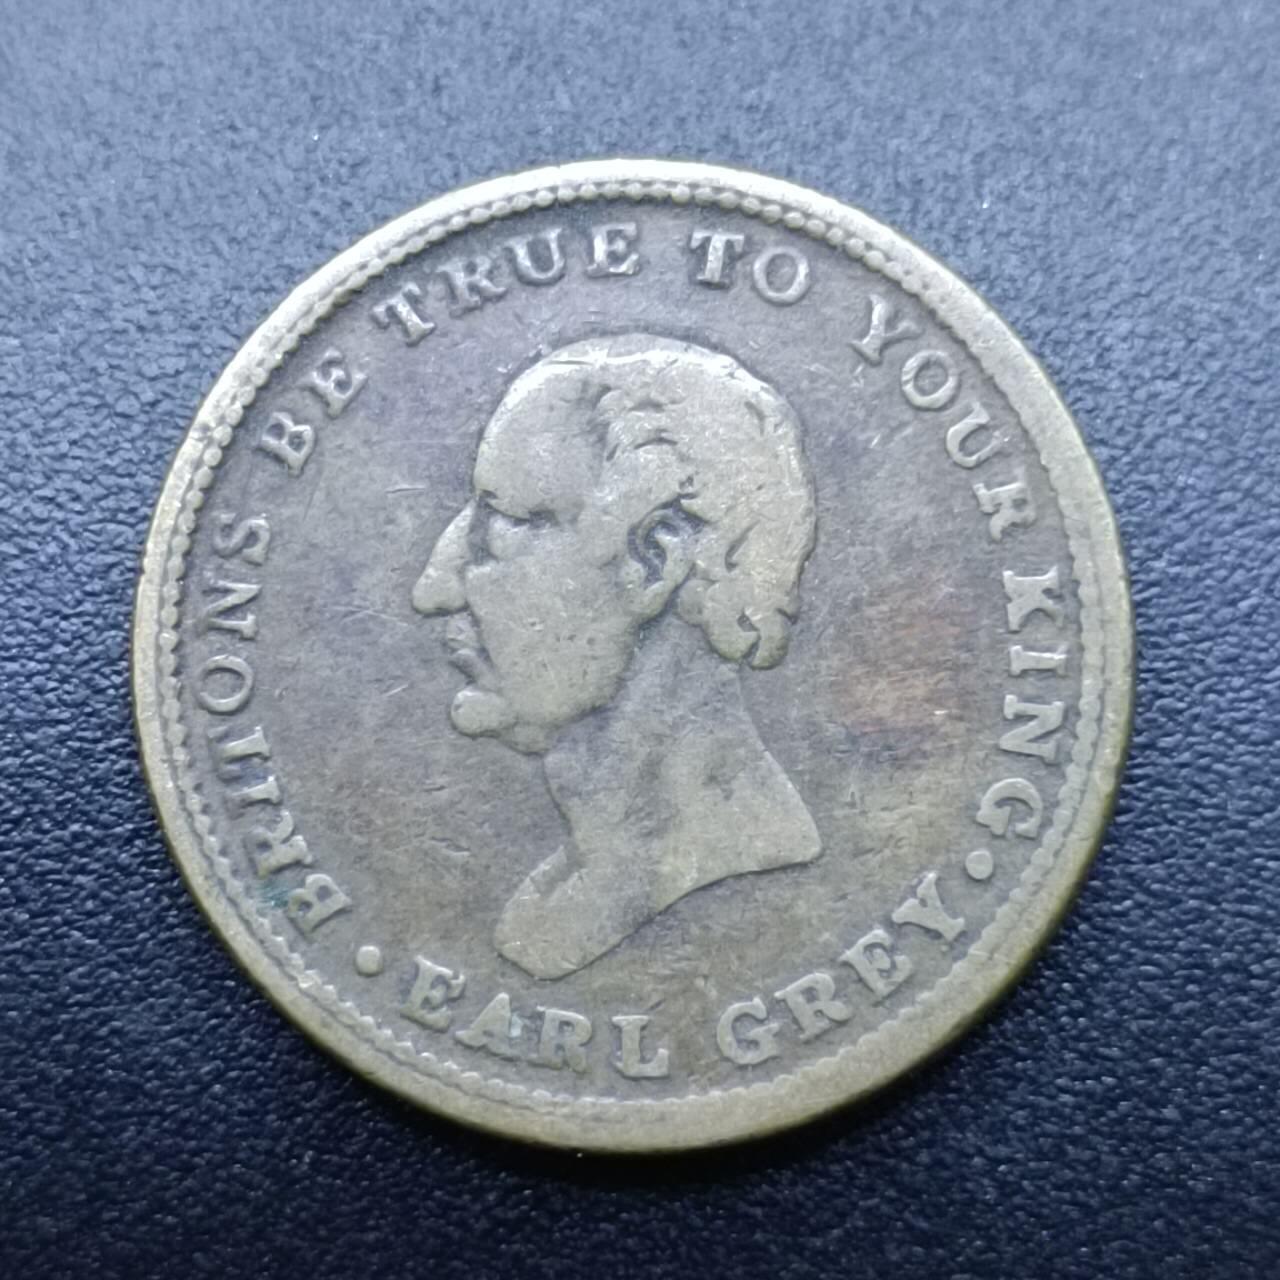 BRITONS BE TRUE TO YOUR KING.
· EARL GREY ·